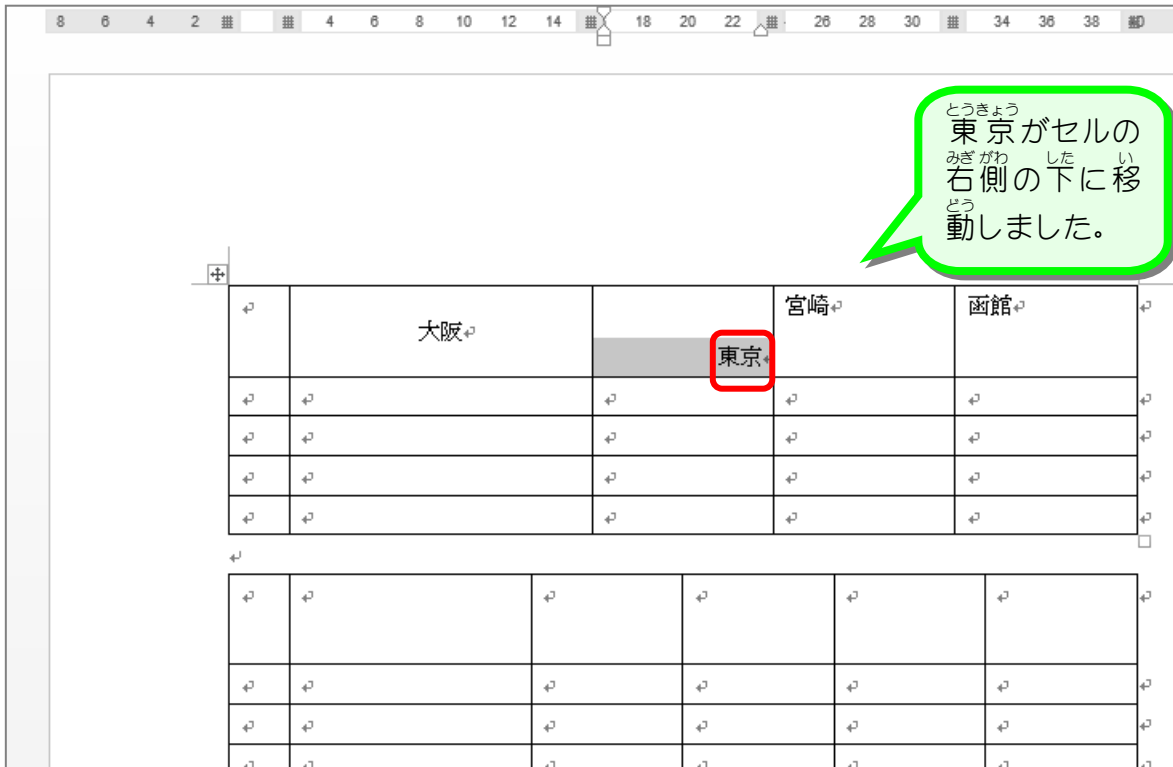 8 6 4 2 2 4 6 8 10 12 14 18 20 22 26 28 30 34 36 38 40
とうきょう
東京がセルの
みぎがわ した い
右側の下に移
どう
動しました。
大阪 東京 宮崎 函館